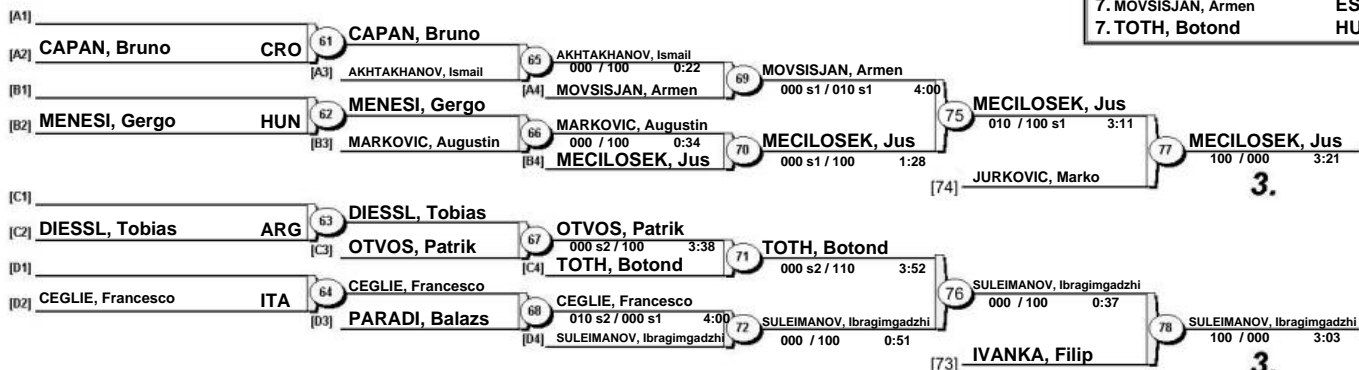 7. MOVSISJAN, Armen ES
7. TOTH, Botond HU
[A1]
[A2] CAPAN, Bruno CRO
61
CAPAN, Bruno
[A3] AKHTAKHANOV, Ismail
65
AKHTAKHANOV, Ismail
000 / 100 0:22
[A4] MOVSISJAN, Armen
69
MOVSISJAN, Armen
000 s1 / 010 s1 4:00
[B1]
[B2] MENESI, Gergo HUN
62
MENESI, Gergo
[B3] MARKOVIC, Augustin
66
MARKOVIC, Augustin
000 / 100 0:34
[B4] MECILOSEK, Jus
70
MECILOSEK, Jus
000 s1 / 100 1:28
75
MECILOSEK, Jus
010 / 100 s1 3:11
[74] JURKOVIC, Marko
77
MECILOSEK, Jus
100 / 000 3:21
3.
[C1]
[C2] DIESSL, Tobias ARG
63
DIESSL, Tobias
[C3] OTVOS, Patrik
67
OTVOS, Patrik
000 s2 / 100 3:38
[C4] TOTH, Botond
71
TOTH, Botond
000 s2 / 110 3:52
[D1]
[D2] CEGLIE, Francesco ITA
64
CEGLIE, Francesco
[D3] PARADI, Balazs
68
CEGLIE, Francesco
010 s2 / 000 s1 4:00
[D4] SULEIMANOV, Ibragimgadzhi
72
SULEIMANOV, Ibragimgadzhi
000 / 100 0:51
76
SULEIMANOV, Ibragimgadzhi
000 / 100 0:37
[73] IVANKA, Filip
78
SULEIMANOV, Ibragimgadzhi
100 / 000 3:03
3.